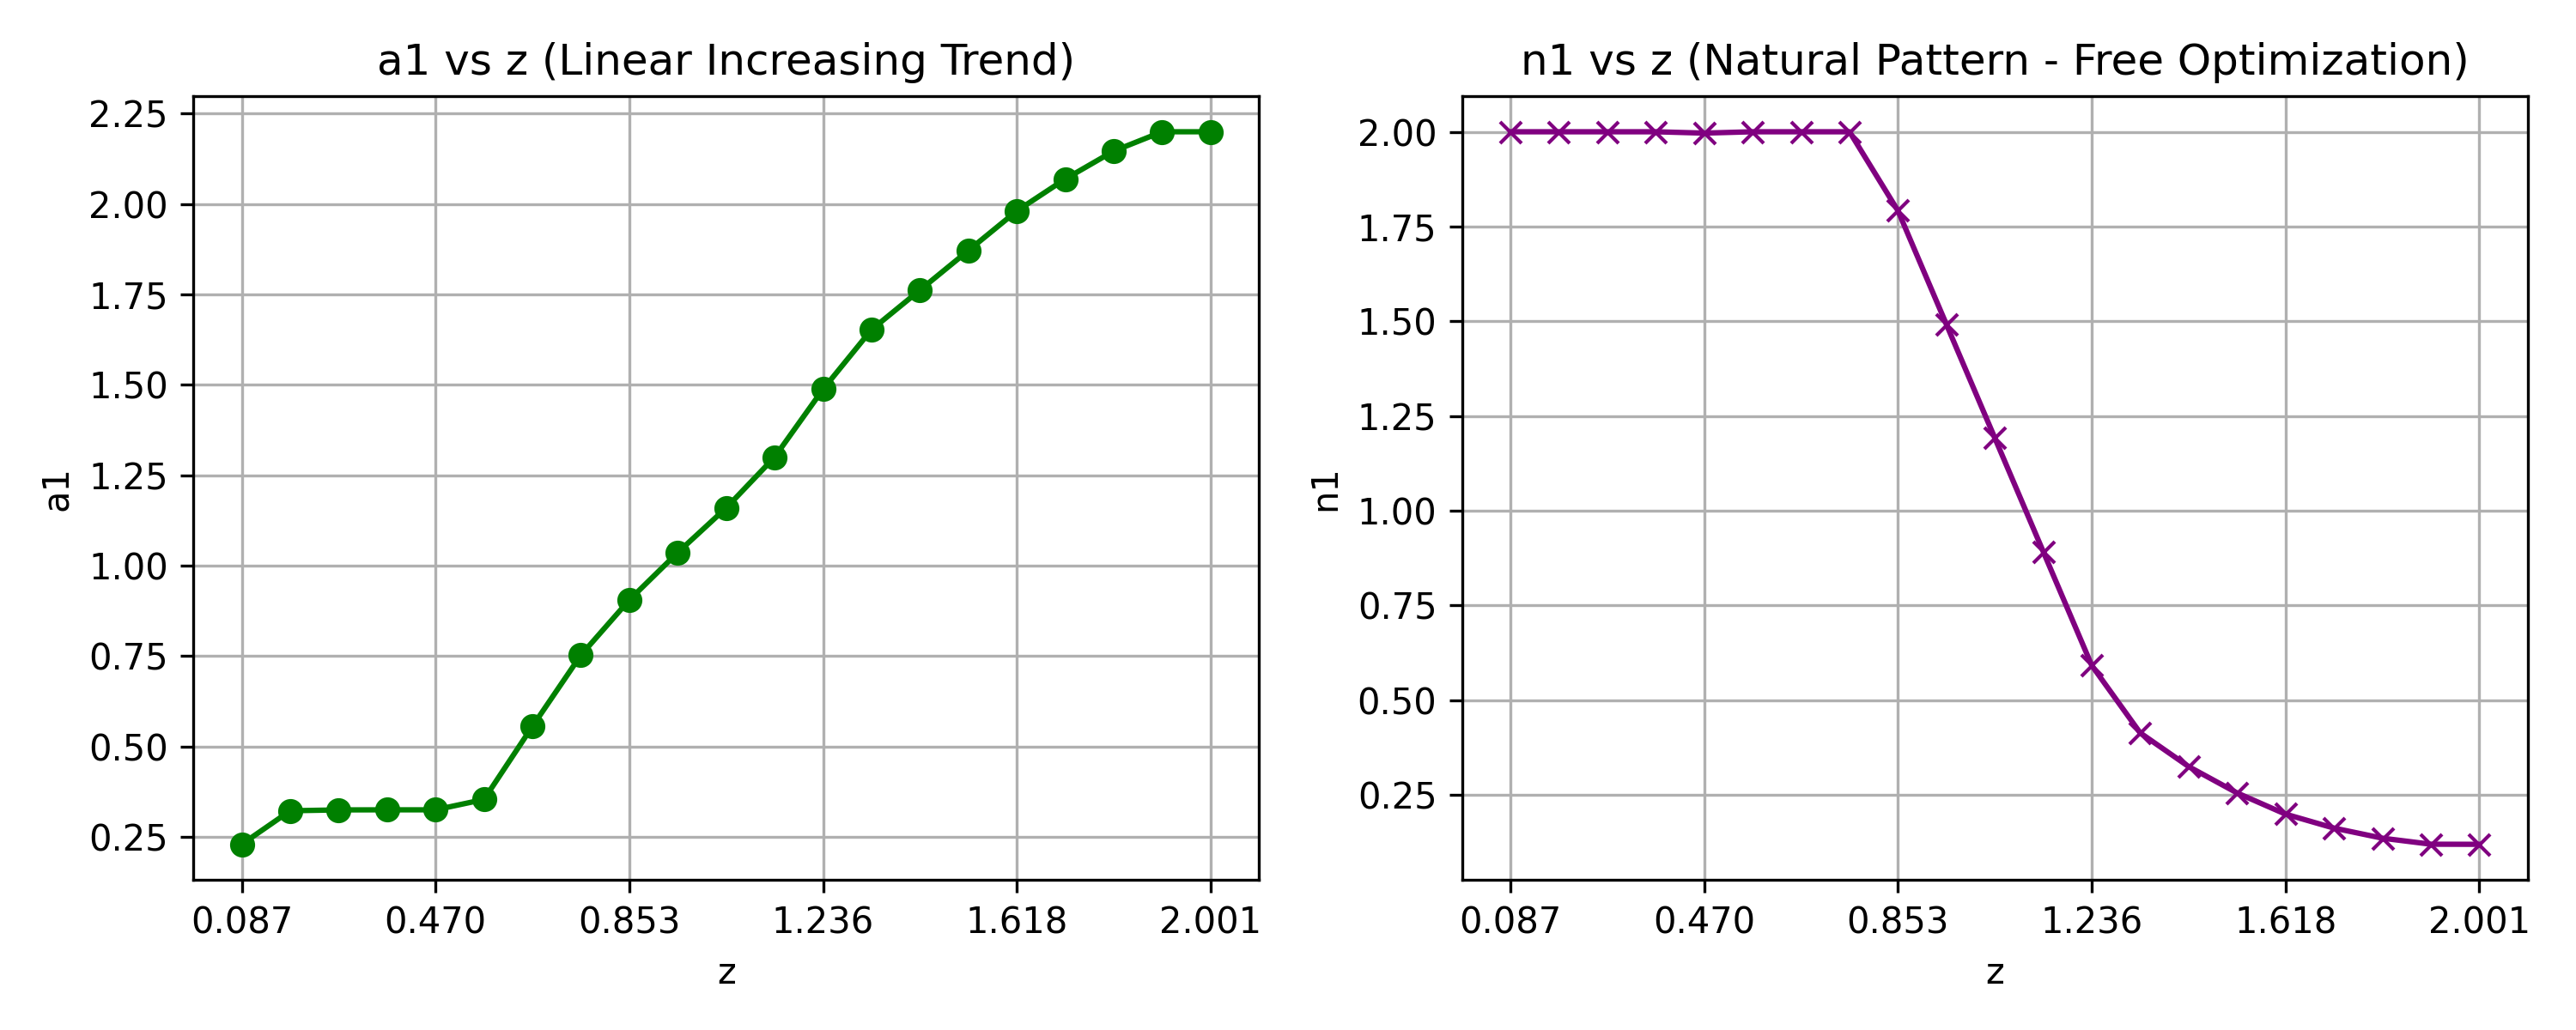 a1 vs z (Linear Increasing Trend)
2.25
2.00
1.75
1.50
1.25
1.00
0.75
0.50
0.25
a1
0.087 0.470 0.853 1.236 1.618 2.001
z
n1 vs z (Natural Pattern - Free Optimization)
2.00
1.75
1.50
1.25
1.00
0.75
0.50
0.25
n1
0.087 0.470 0.853 1.236 1.618 2.001
z